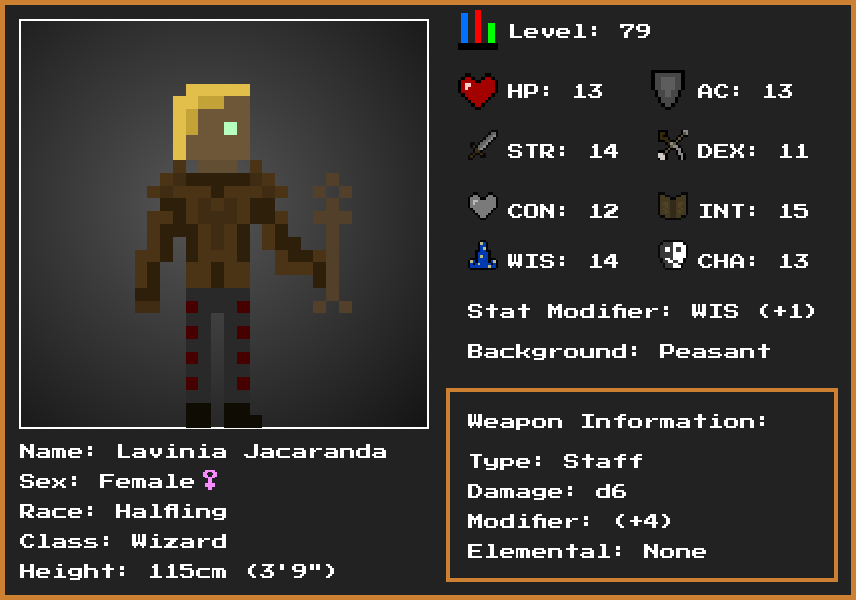 Level: 79
HP: 13 AC: 13
STR: 14 DEX: 11
CON: 12 INT: 15
WIS: 14 CHA: 13
Stat Modifier: WIS (+1)
Background: Peasant
Weapon Information:
Type: Staff
Damage: d6
Modifier: (+4)
Elemental: None
Name: Lavinia Jacaranda
Sex: Female♀
Race: Halfling
Class: Wizard
Height: 115cm (3'9")